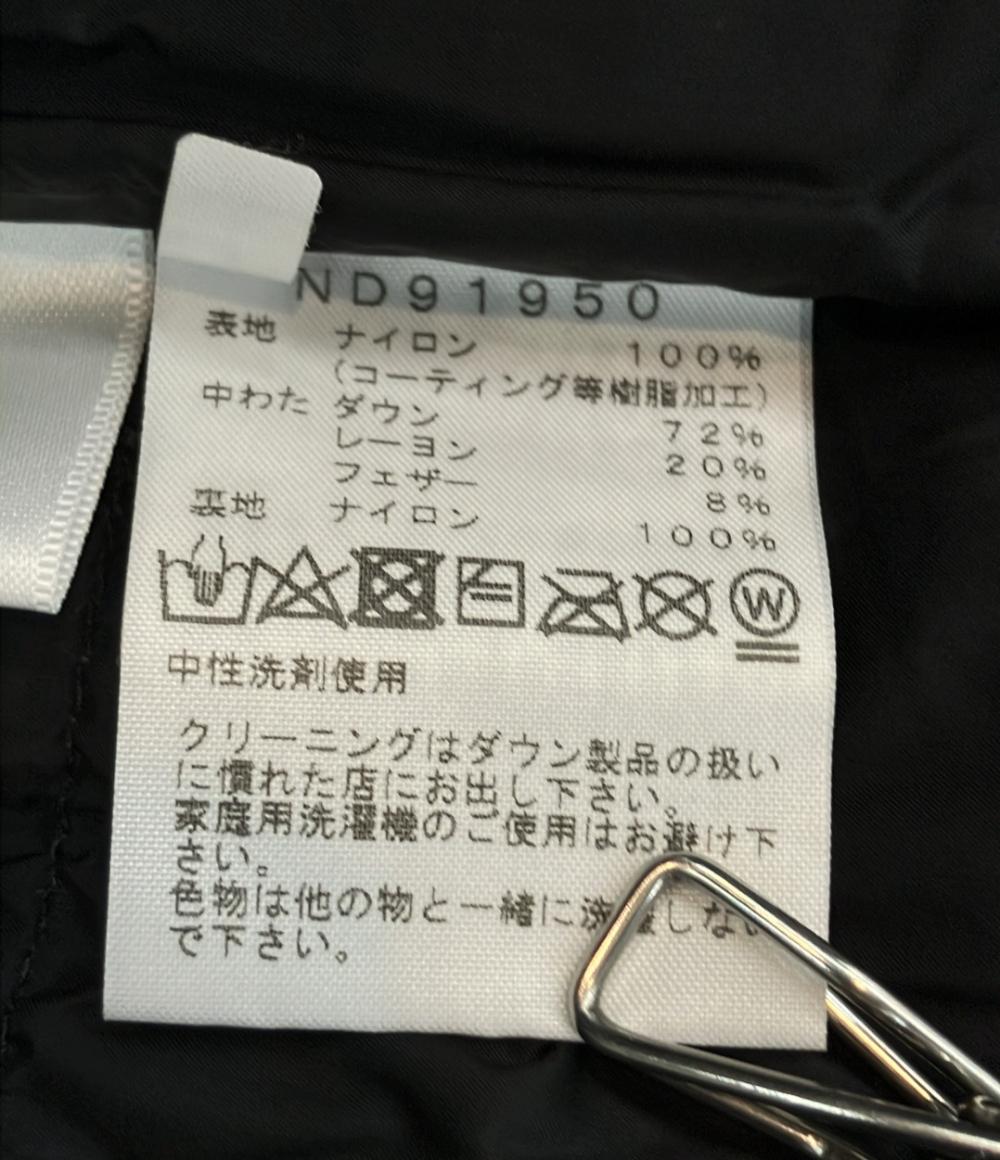 ND91950
表地 ナイロン 100%
(コーティング等樹脂加工)
中わた ダウン 72%
レーヨン 20%
フェザー 8%
裏地 ナイロン 100%
W
中性洗剤使用
クリーニングはダウン製品の扱い
に慣れた店にお出し下さい。
家庭用洗濯機のご使用はお避け下
さい。
色物は他の物と一緒に洗濯しない
で下さい。